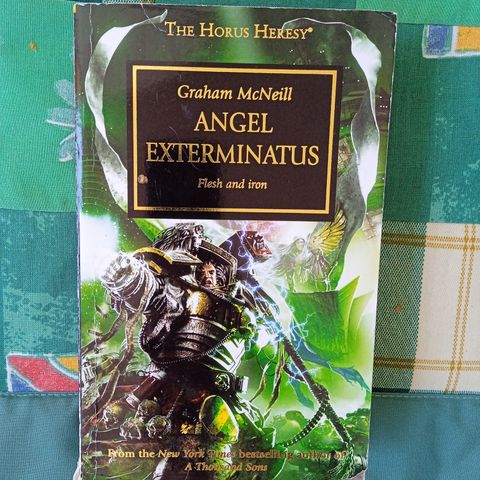 THE HORUS HERESY®
Graham McNeill
ANGEL
EXTERMINATUS
Flesh and iron
From the New York Times bestselling author of
A Thousand Sons